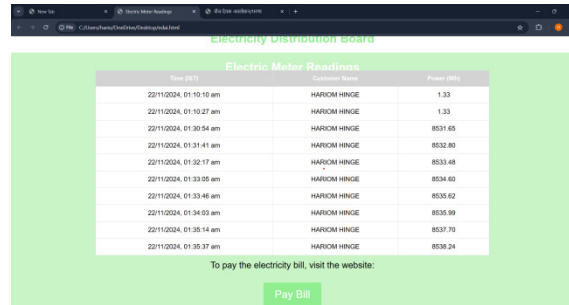 New Tab
Electric Meter Readings
File C:/Users/hario/OneDrive/Desktop/edai.html
Electricity Distribution Board
Electric Meter Readings
Time (IST) Customer Name Power (Wh)
22/11/2024, 01:10:10 am HARIOM HINGE 1.33
22/11/2024, 01:10:27 am HARIOM HINGE 1.33
22/11/2024, 01:30:54 am HARIOM HINGE 8531.65
22/11/2024, 01:31:41 am HARIOM HINGE 8532.80
22/11/2024, 01:32:17 am HARIOM HINGE 8533.48
22/11/2024, 01:33:05 am HARIOM HINGE 8534.60
22/11/2024, 01:33:46 am HARIOM HINGE 8535.62
22/11/2024, 01:34:03 am HARIOM HINGE 8535.99
22/11/2024, 01:35:14 am HARIOM HINGE 8537.70
22/11/2024, 01:35:37 am HARIOM HINGE 8538.24
To pay the electricity bill, visit the website:
Pay Bill